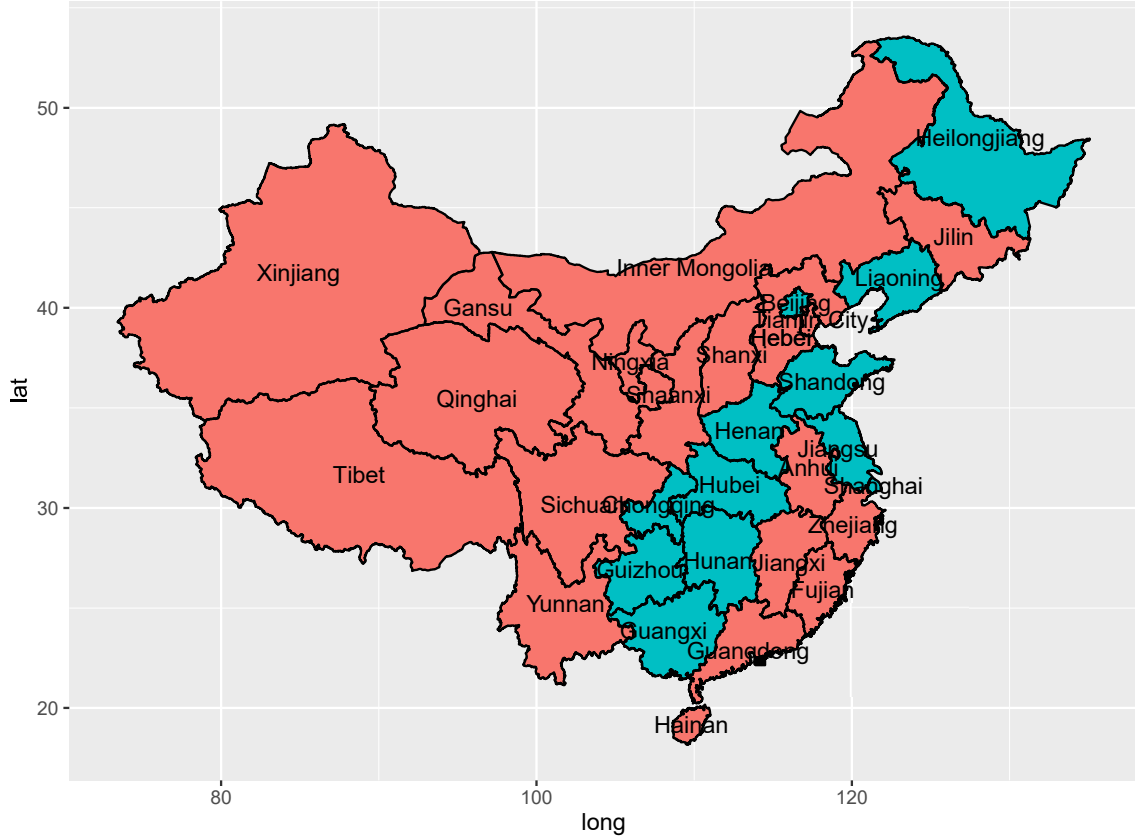 50
40
30
20
lat
Heilongjiang
Jilin
Inner Mongolia
Liaoning
Xinjiang
Gansu
Beijing
Tianjin City
Hebei
Ningxia
Shanxi
Shandong
Qinghai
Shaanxi
Henan
Jiangsu
Tibet
Anhui
Hubei
Shanghai
Sichuan
Chongqing
Zhejiang
Guizhou
Hunan
Jiangxi
Fujian
Yunnan
Guangxi
Guangdong
Hainan
80
100
120
long